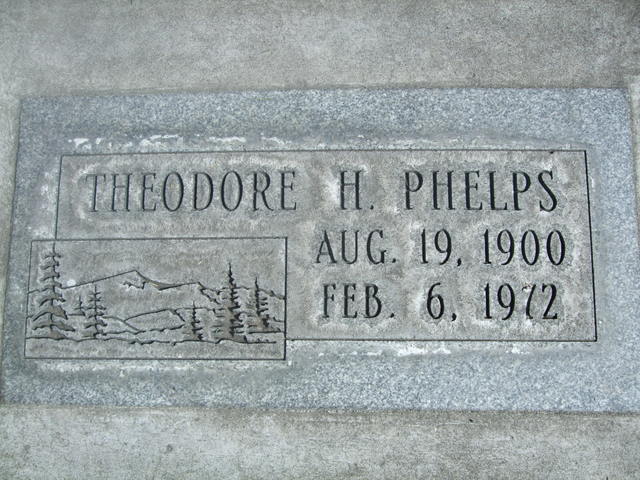 THEODORE H. PHELPS
AUG. 19, 1900
FEB. 6, 1972